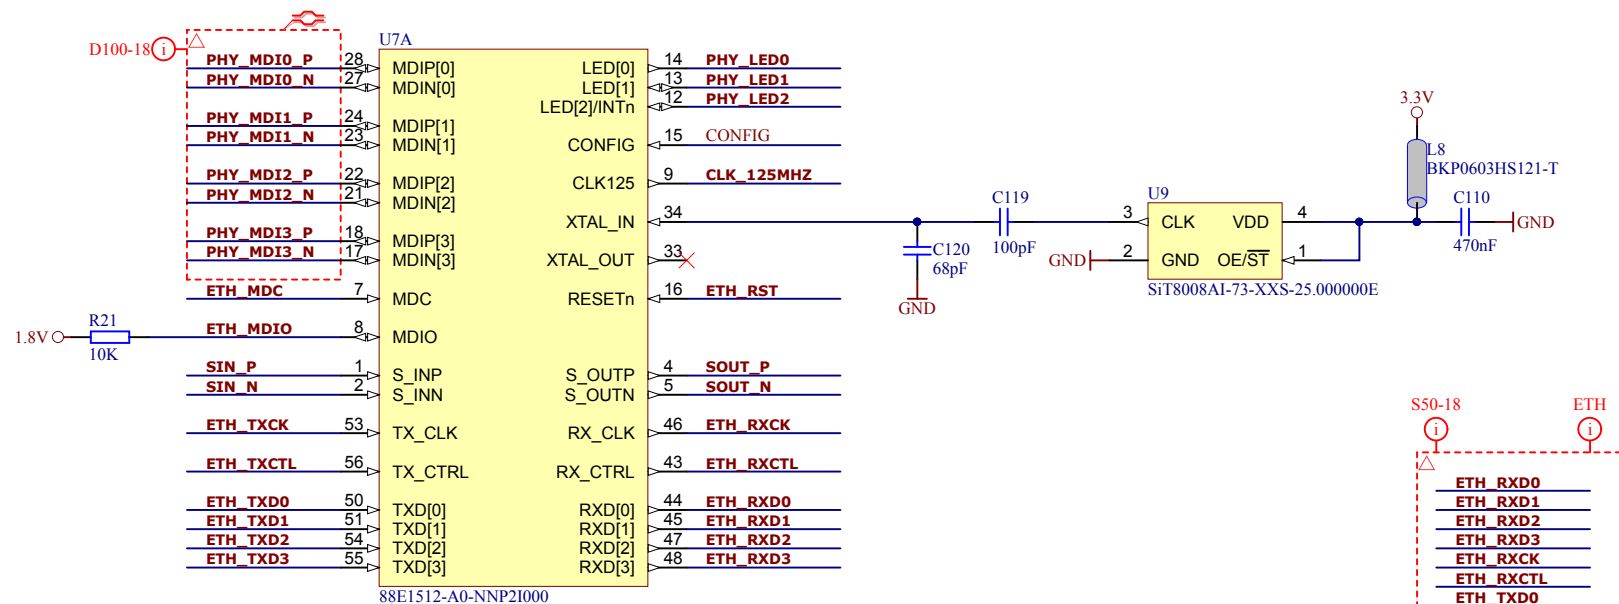 U7A
D100-18
i
PHY_MDI0_P 28 MDIP[0] LED[0] 14 PHY_LED0
PHY_MDI0_N 27 MDIN[0] LED[1] 13 PHY_LED1
LED[2]/INTn 12 PHY_LED2
PHY_MDI1_P 24 MDIP[1]
PHY_MDI1_N 23 MDIN[1] CONFIG 15 CONFIG
PHY_MDI2_P 22 MDIP[2] CLK125 9 CLK_125MHZ
PHY_MDI2_N 21 MDIN[2]
XTAL_IN 34
PHY_MDI3_P 18 MDIP[3]
PHY_MDI3_N 17 MDIN[3] XTAL_OUT 33
ETH_MDC 7 MDC RESETn 16 ETH_RST
1.8V R21 ETH_MDIO 8 MDIO
10K
SIN_P 1 S_INP S_OUTP 4 SOUT_P
SIN_N 2 S_INN S_OUTN 5 SOUT_N
ETH_TXCK 53 TX_CLK RX_CLK 46 ETH_RXCK
ETH_TXCTL 56 TX_CTRL RX_CTRL 43 ETH_RXCTL
ETH_TXD0 50 TXD[0] RXD[0] 44 ETH_RXD0
ETH_TXD1 51 TXD[1] RXD[1] 45 ETH_RXD1
ETH_TXD2 54 TXD[2] RXD[2] 47 ETH_RXD2
ETH_TXD3 55 TXD[3] RXD[3] 48 ETH_RXD3
88E1512-A0-NNP2I000
C120
68pF
GND
C119
100pF
U9
3 CLK VDD 4
GND 2 GND OE/ST 1
SiT8008AI-73-XXS-25.000000E
3.3V
L8
BKP0603HS121-T
C110
470nF
GND
S50-18 ETH
i i
ETH_RXD0
ETH_RXD1
ETH_RXD2
ETH_RXD3
ETH_RXCK
ETH_RXCTL
ETH_TXD0